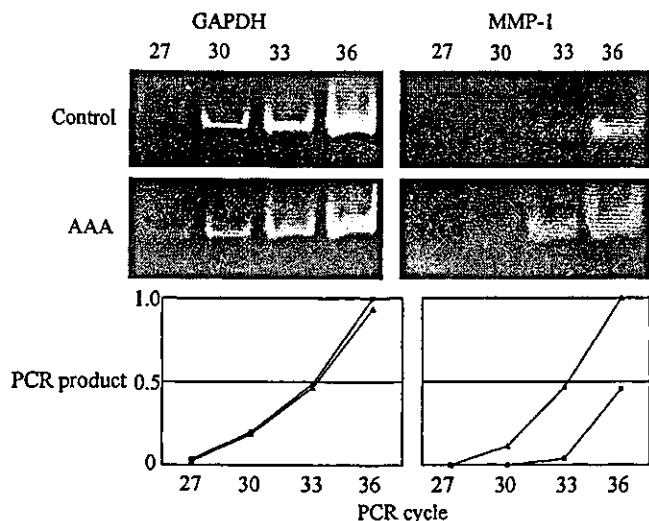 GAPDH MMP-1
27 30 33 36 27 30 33 36
Control
AAA
1.0
PCR product 0.5
0
27 30 33 36 27 30 33 36
PCR cycle